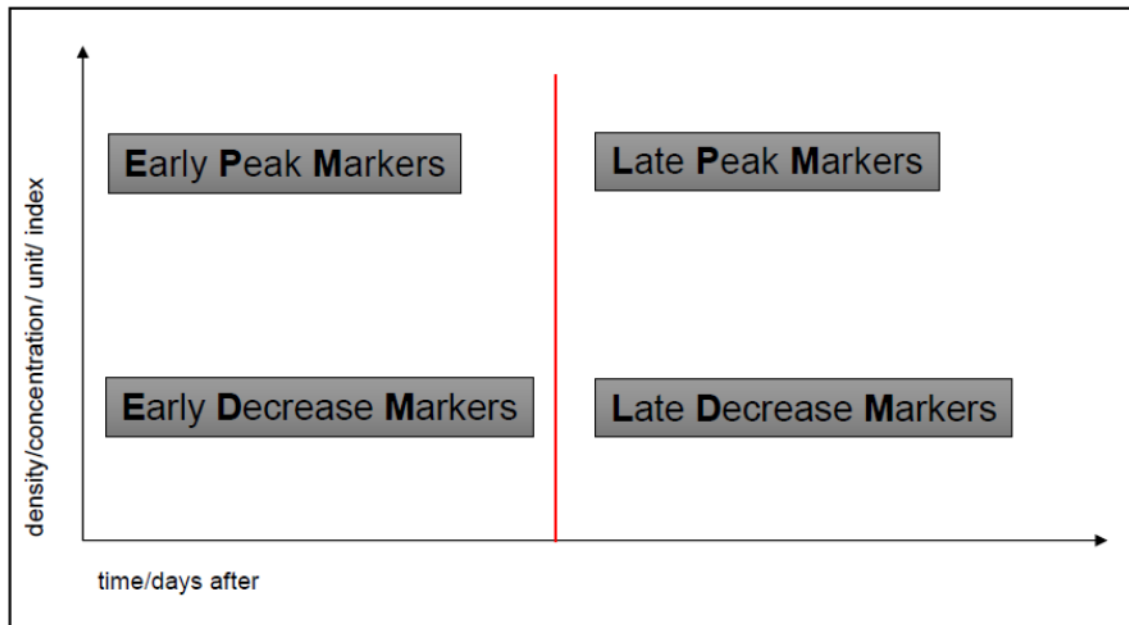 Early Peak Markers
Late Peak Markers
Early Decrease Markers
Late Decrease Markers
density/concentration/ unit/ index
time/days after